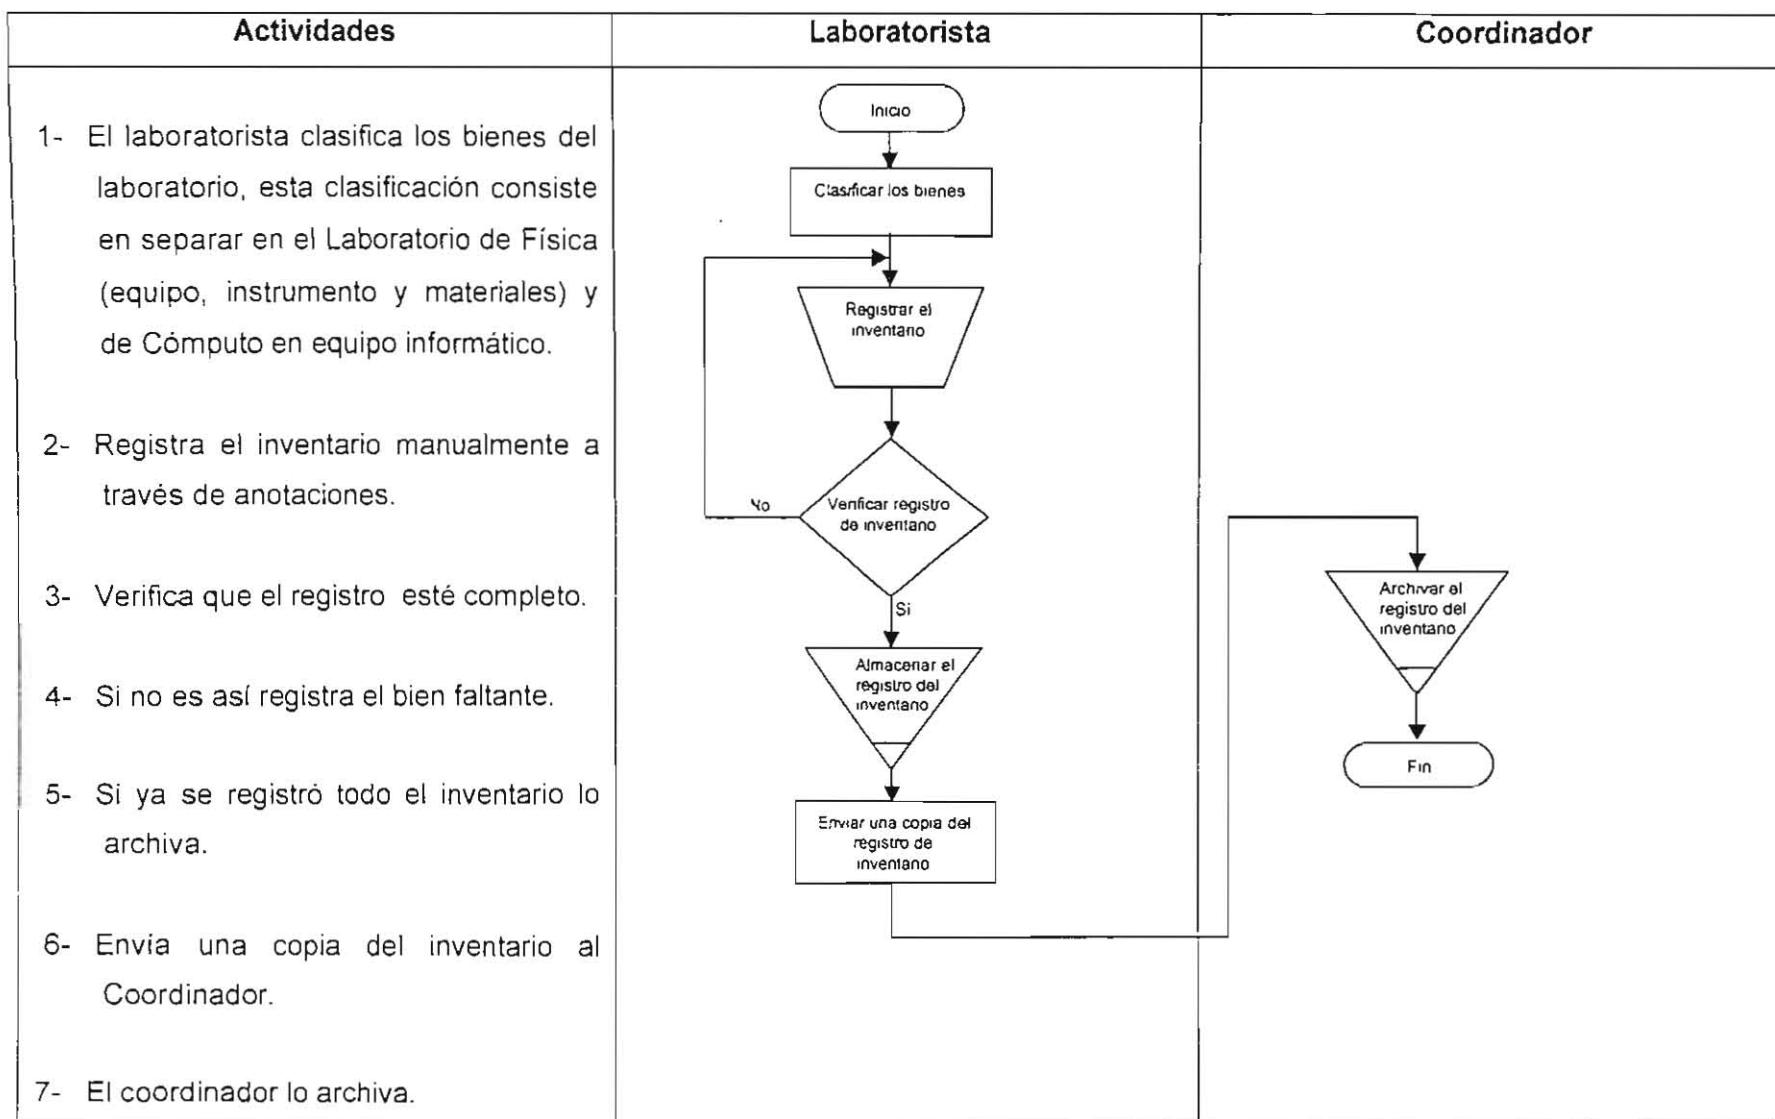 Actividades
Laboratorista
Coordinador
1- El laboratorista clasifica los bienes del
laboratorio, esta clasificación consiste
en separar en el Laboratorio de Física
(equipo, instrumento y materiales) y
de Cómputo en equipo informático.
2- Registra el inventario manualmente a
través de anotaciones.
3- Verifica que el registro esté completo.
4- Si no es así registra el bien faltante.
5- Si ya se registró todo el inventario lo
archiva.
6- Envía una copia del inventario al
Coordinador.
7- El coordinador lo archiva.
Inicio
Clasificar los bienes
Registrar el
inventario
Verificar registro
de inventario
No
Si
Almacenar el
registro del
inventario
Enviar una copia del
registro de
inventario
Archivar el
registro del
inventario
Fin